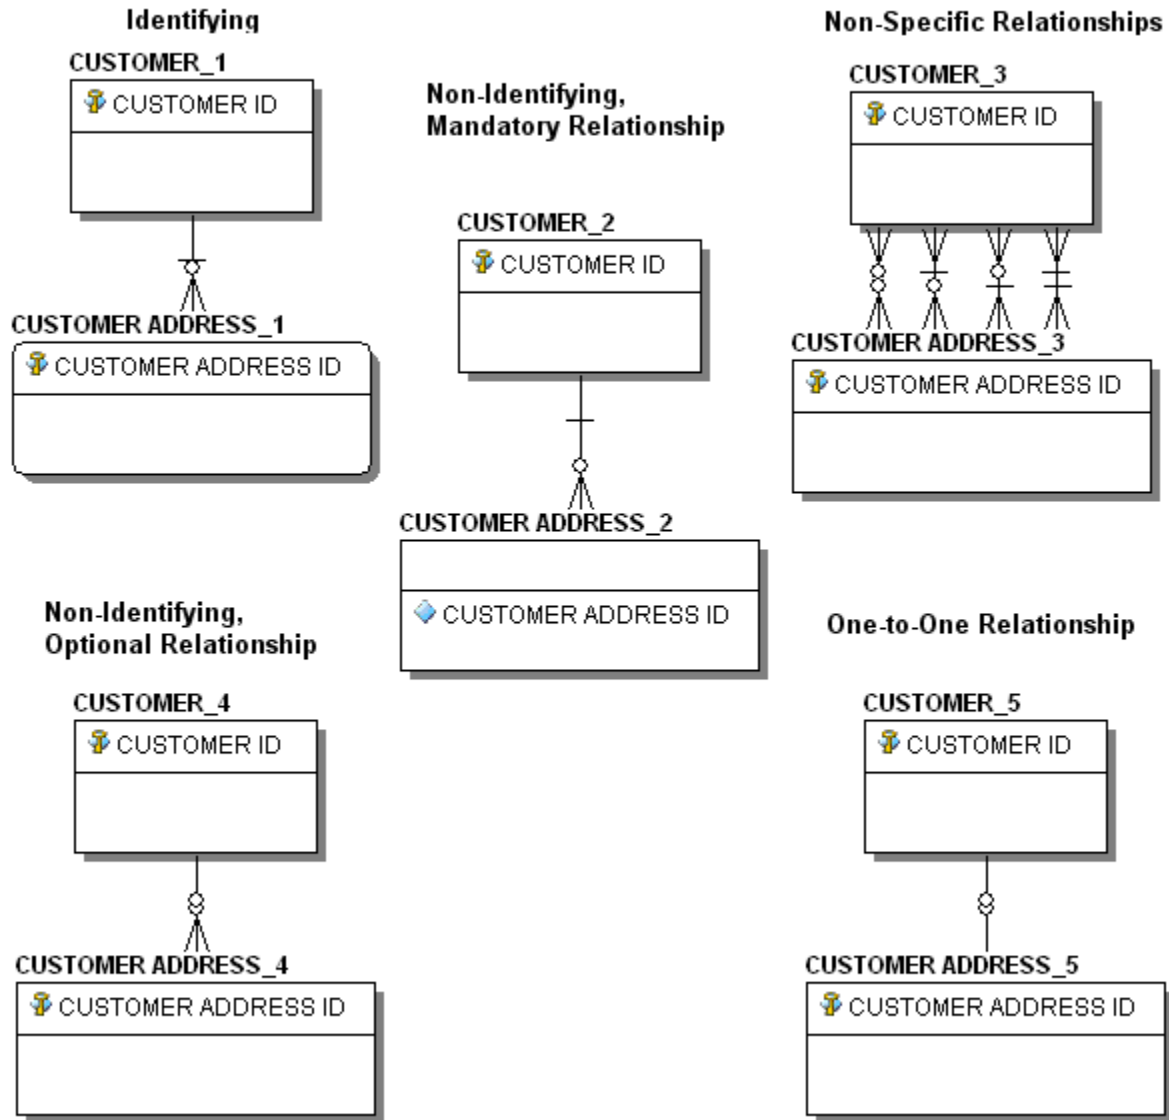 Identifying
CUSTOMER_1
CUSTOMER ID
CUSTOMER ADDRESS_1
CUSTOMER ADDRESS ID
Non-Identifying,
Mandatory Relationship
CUSTOMER_2
CUSTOMER ID
CUSTOMER ADDRESS_2
CUSTOMER ADDRESS ID
Non-Specific Relationships
CUSTOMER_3
CUSTOMER ID
CUSTOMER ADDRESS_3
CUSTOMER ADDRESS ID
Non-Identifying,
Optional Relationship
CUSTOMER_4
CUSTOMER ID
CUSTOMER ADDRESS_4
CUSTOMER ADDRESS ID
One-to-One Relationship
CUSTOMER_5
CUSTOMER ID
CUSTOMER ADDRESS_5
CUSTOMER ADDRESS ID